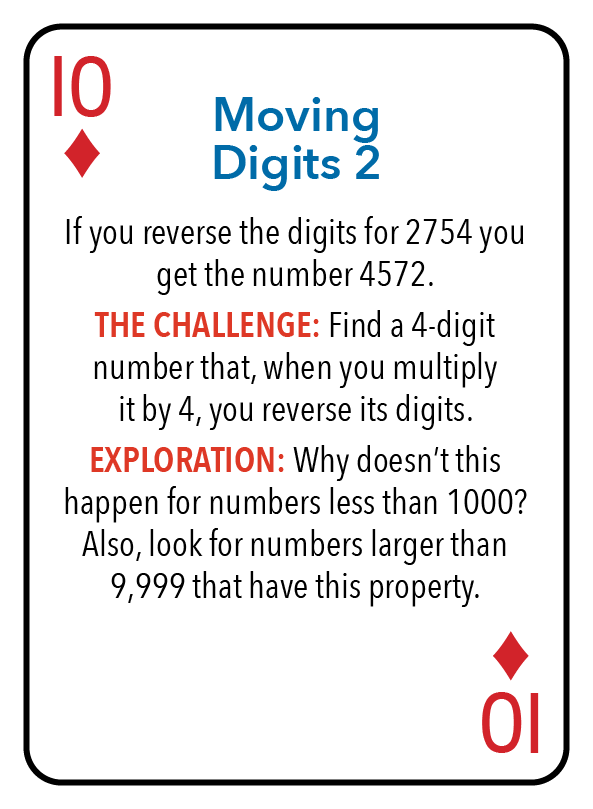 10
Moving
Digits 2
If you reverse the digits for 2754 you
get the number 4572.
THE CHALLENGE: Find a 4-digit
number that, when you multiply
it by 4, you reverse its digits.
EXPLORATION: Why doesn’t this
happen for numbers less than 1000?
Also, look for numbers larger than
9,999 that have this property.
10